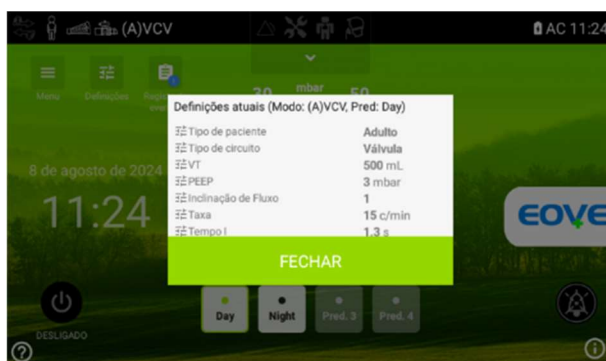 (A)VCV
AC 11:24
Menu
Definições
mbar
Definições atuais (Modo: (A)VCV, Pred: Day)
Tipo de paciente Adulto
Tipo de circuito Válvula
VT 500 mL
PEEP 3 mbar
Inclinação de Fluxo 1
Taxa 15 c/min
Tempo I 1.3 s
FECHAR
8 de agosto de 2024
11:24
EOVE
DESLIGADO
Day
Night
Pred. 3
Pred. 4